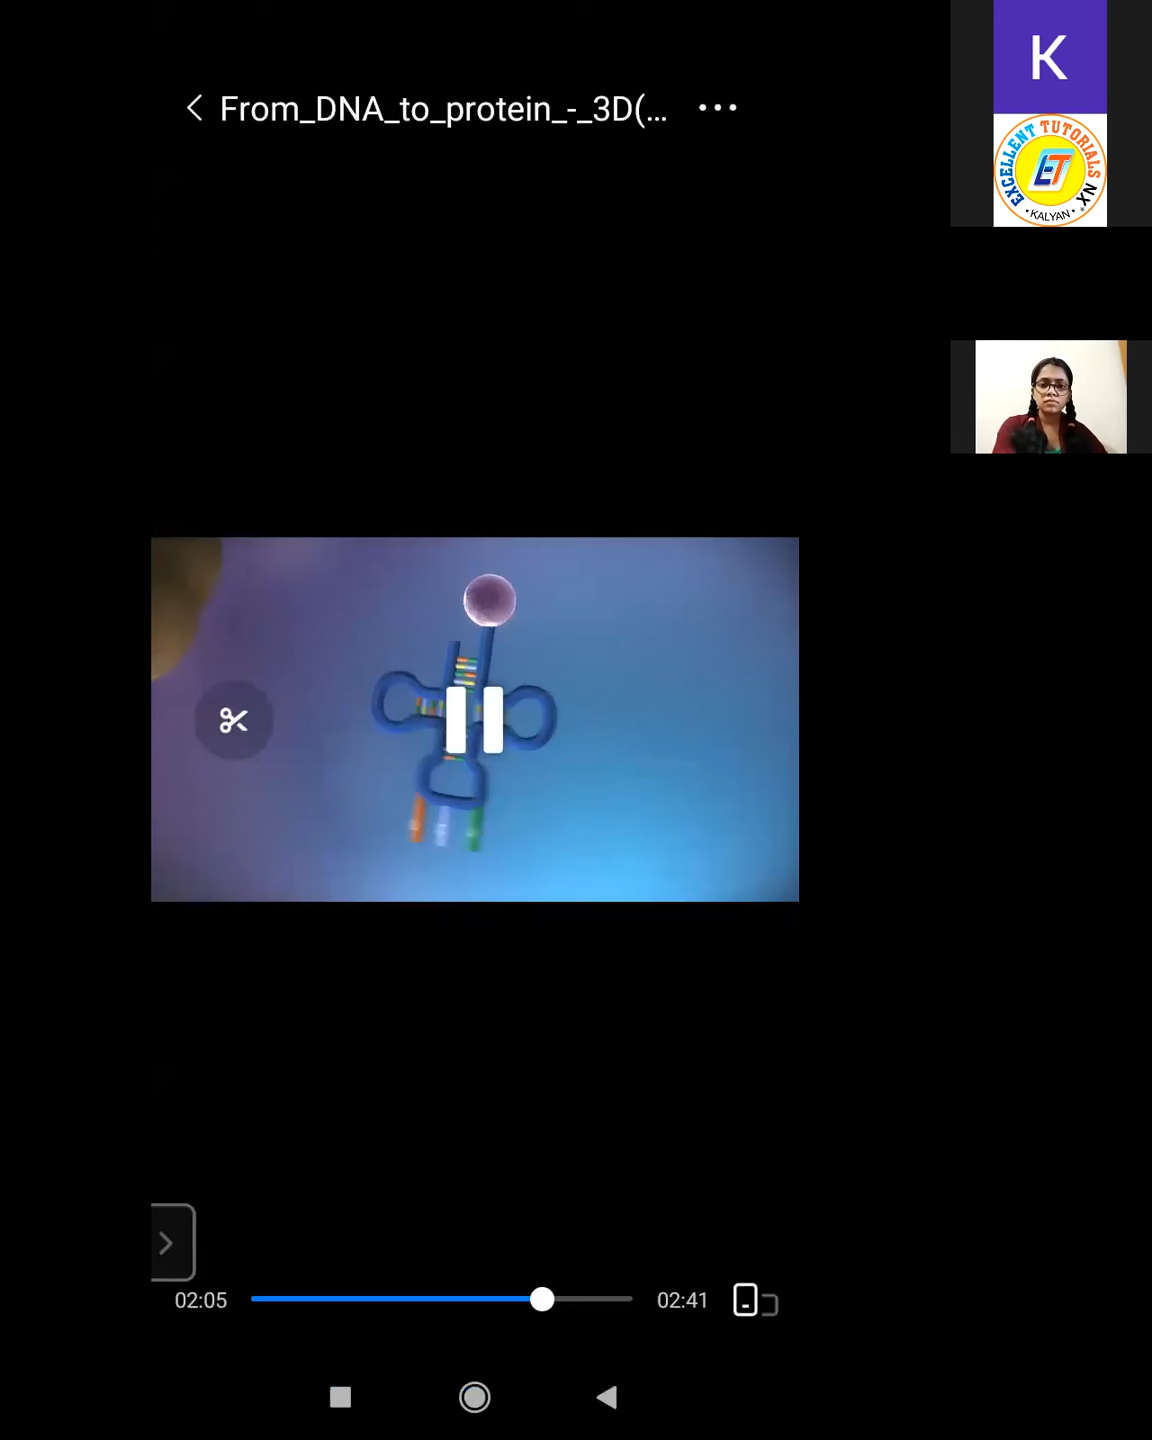 From_DNA_to_protein_-_3D(...
K
EXCELLENT TUTORIALS NX
ET
KALYAN
02:05
02:41